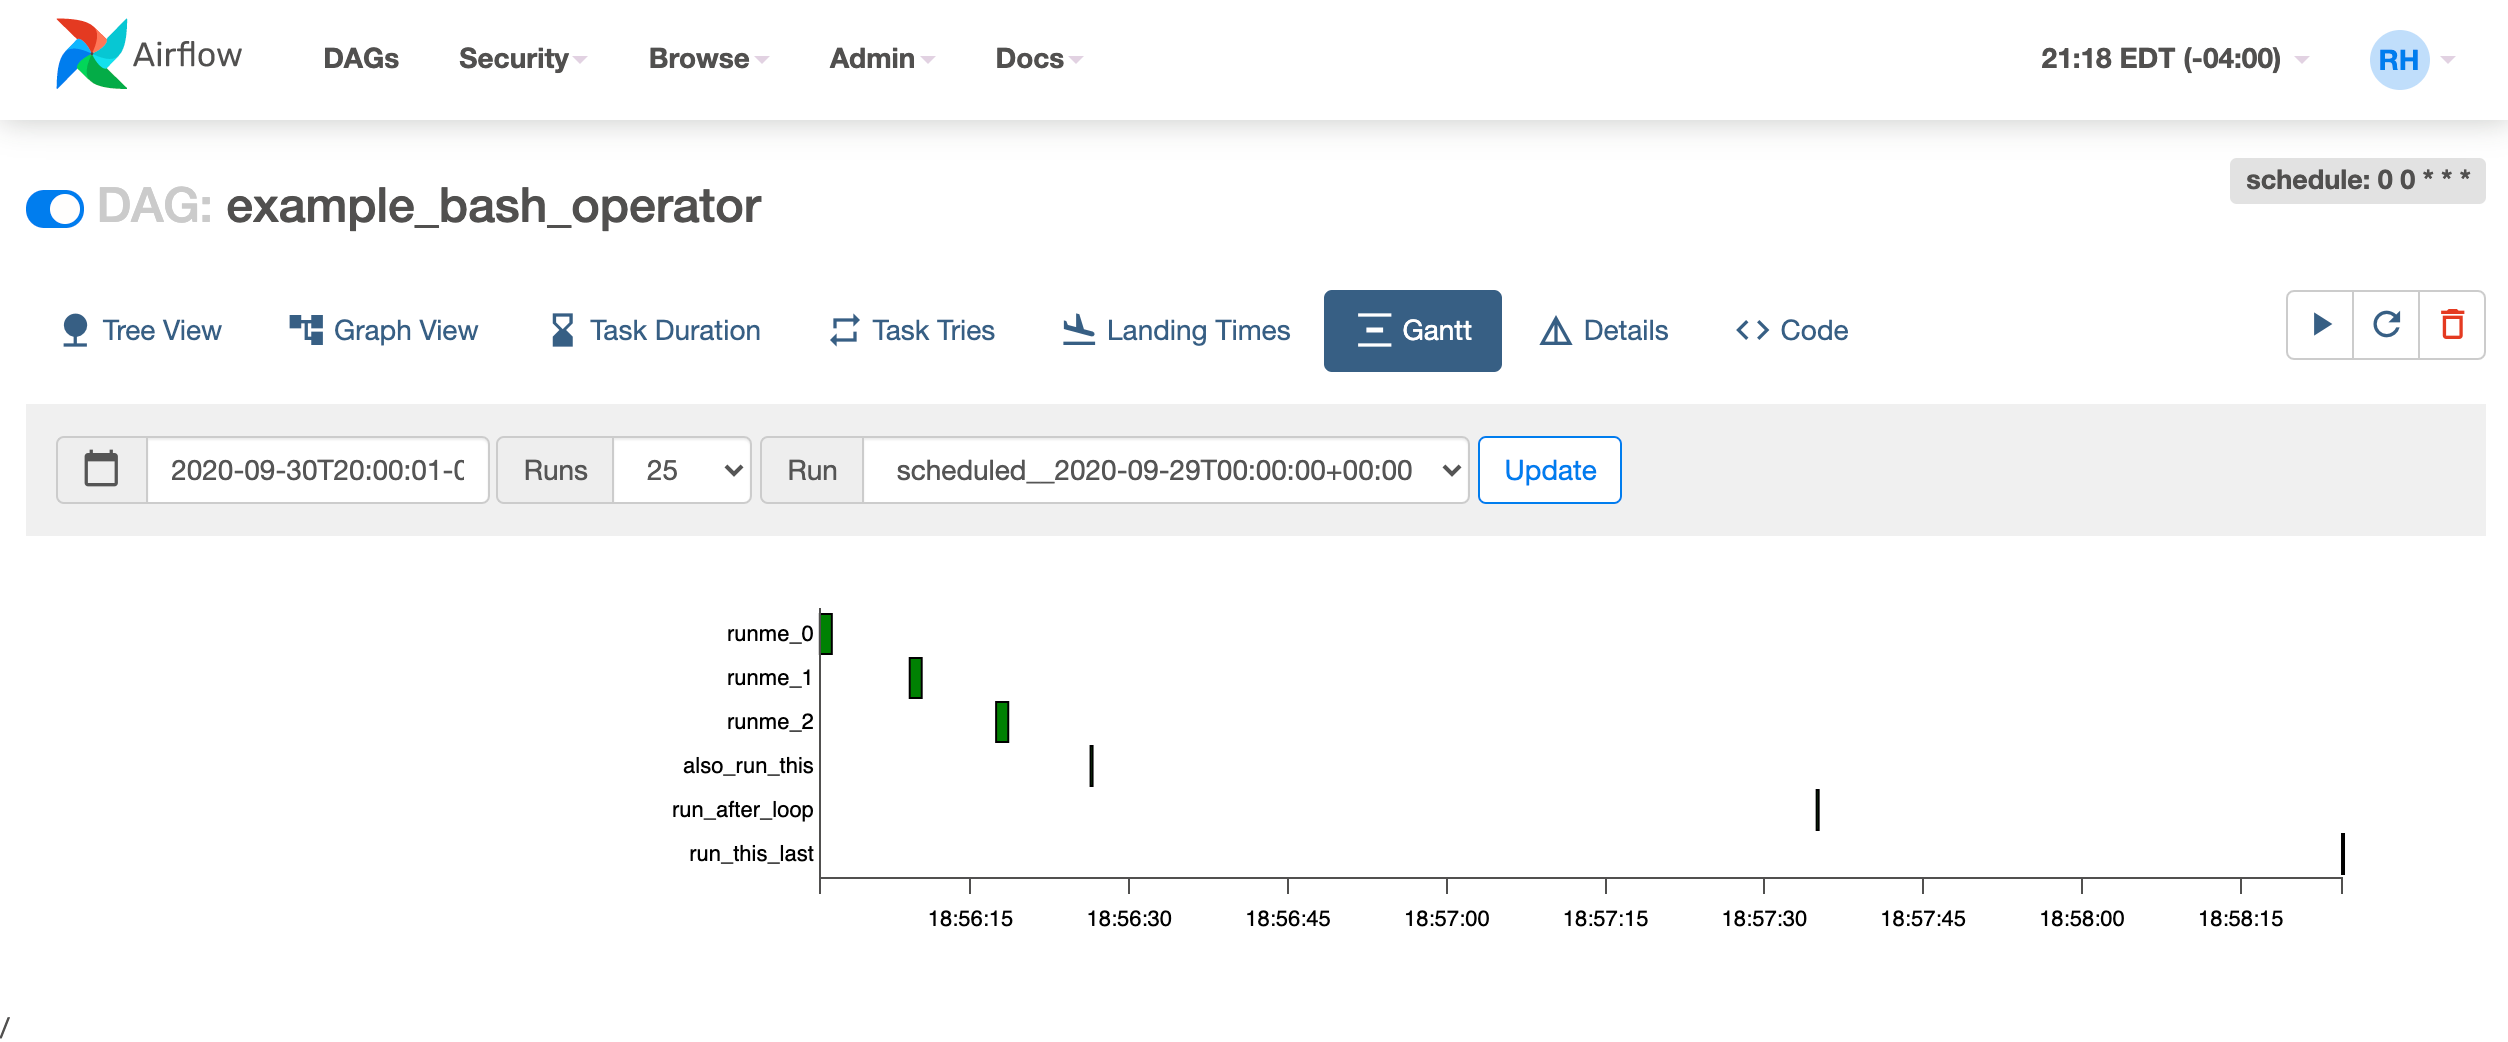 Airflow DAGs Security Browse Admin Docs 21:18 EDT (-04:00) RH
schedule: 0 0 * * *
DAG: example_bash_operator
Tree View Graph View Task Duration Task Tries Landing Times Gantt Details Code
2020-09-30T20:00:01-0 Runs 25 Run scheduled__2020-09-29T00:00:00+00:00 Update
runme_0
runme_1
runme_2
also_run_this
run_after_loop
run_this_last
18:56:15 18:56:30 18:56:45 18:57:00 18:57:15 18:57:30 18:57:45 18:58:00 18:58:15
/